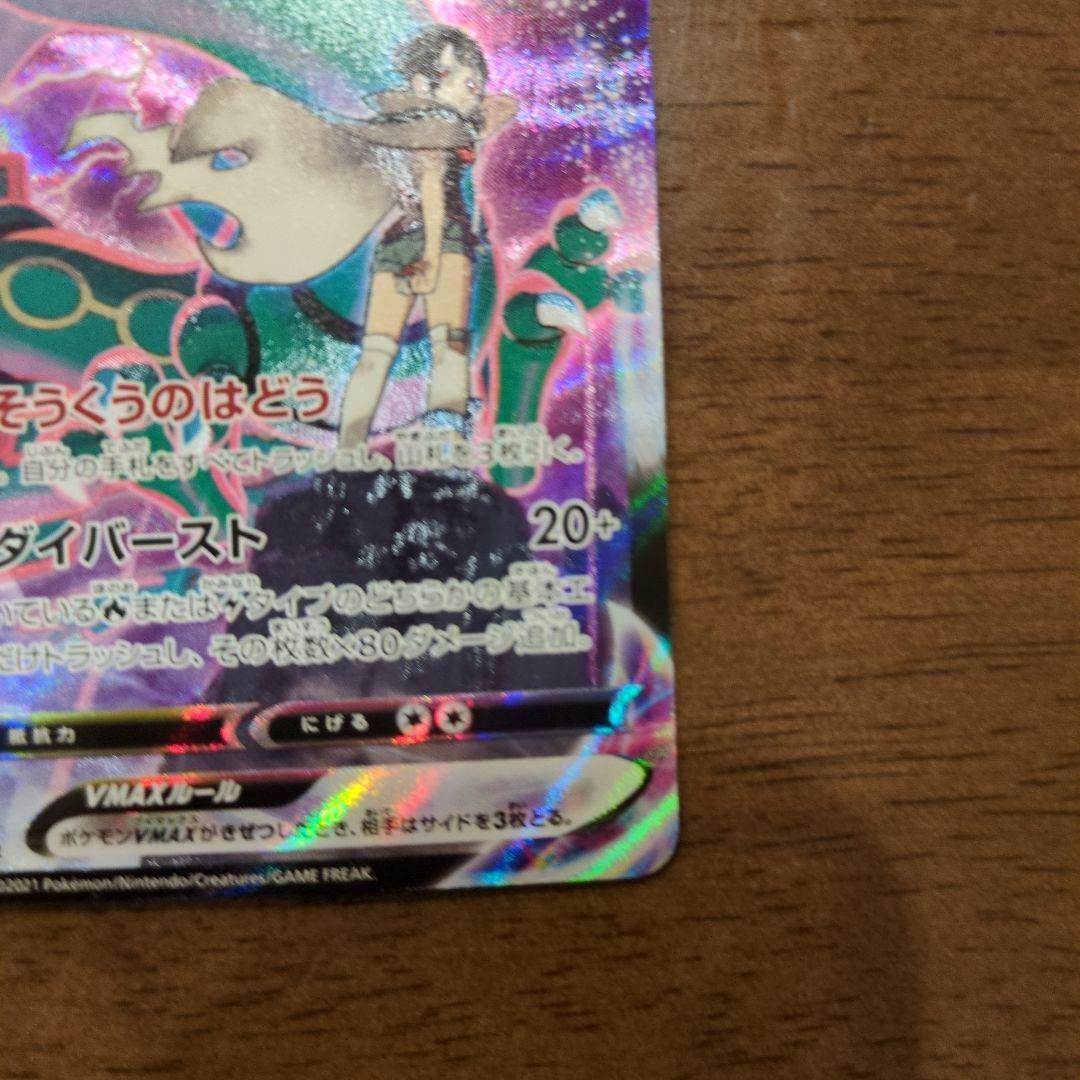 そうくうのはどう
自分の手札をすべてトラッシュし、山札を3枚引く。
ダイバースト 20+
いている または タイプのどちらかの基本エ
だけトラッシュし、その枚数×80ダメージ追加。
抵抗力 にげる
VMAXルール
ポケモンVMAXがきぜつしたとき、相手はサイドを3枚とる。
©2021 Pokémon/Nintendo/Creatures/GAME FREAK.